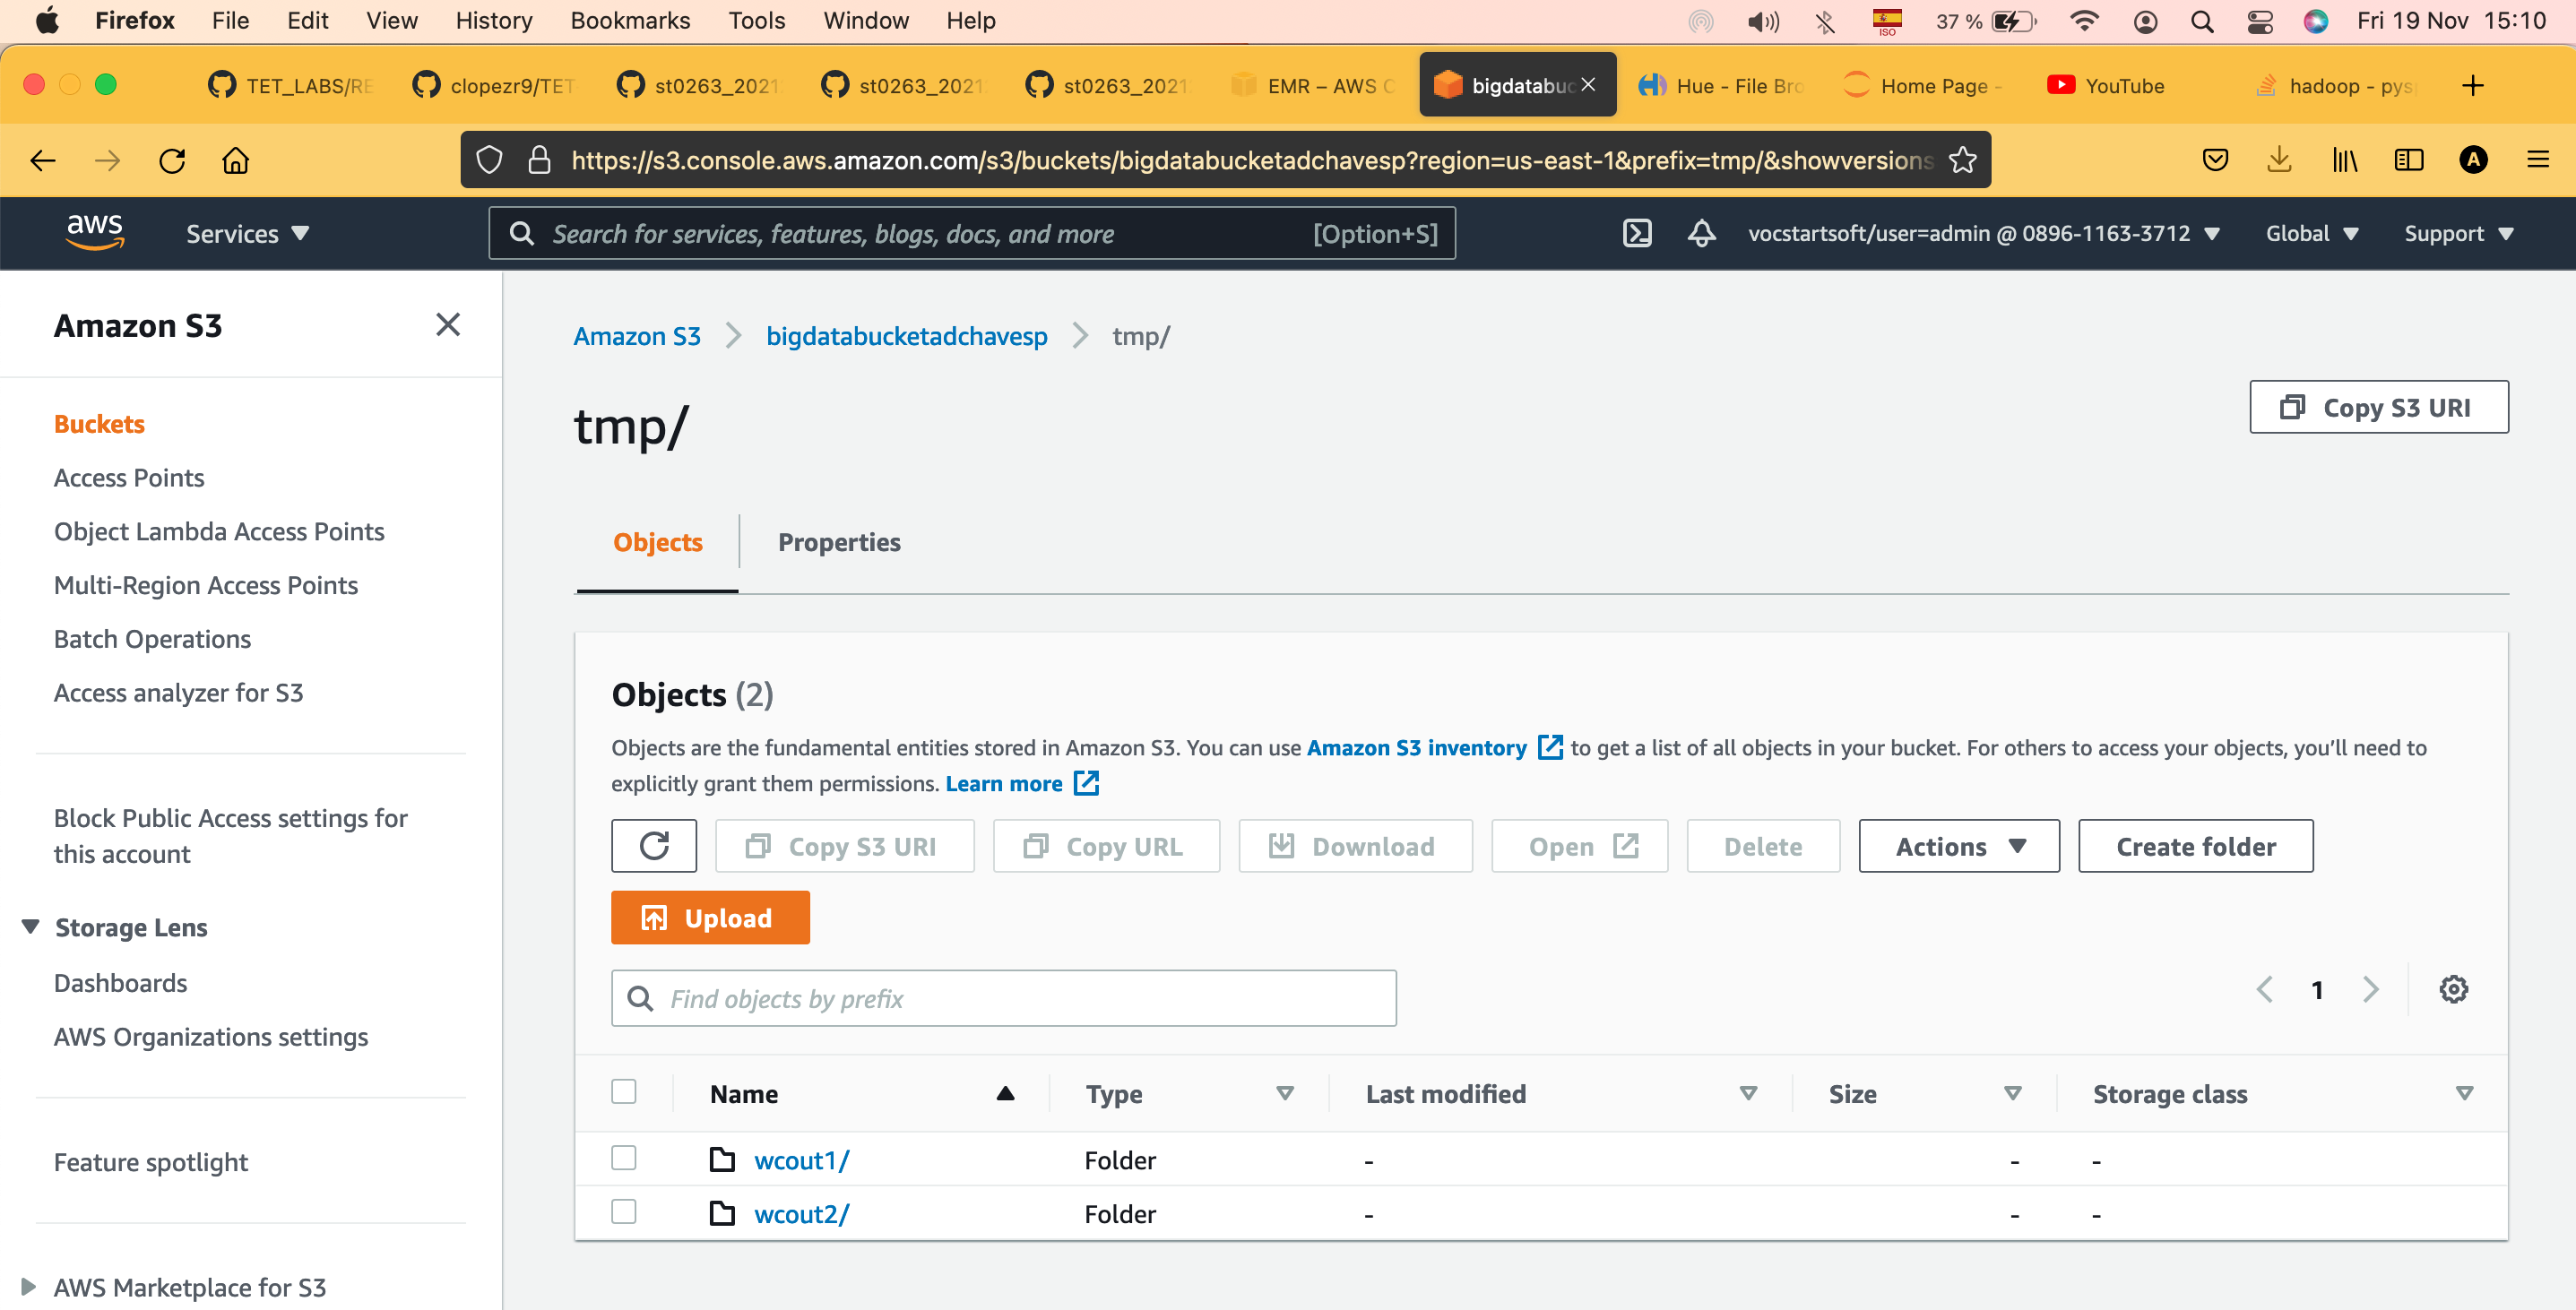 Firefox File Edit View History Bookmarks Tools Window Help ISO 37 % Fri 19 Nov 15:10
TET_LABS/RE clopezr9/TET- st0263_2021 st0263_2021 st0263_2021 EMR – AWS C bigdatabuc Hue - File Bro Home Page - YouTube hadoop - pysp
https://s3.console.aws.amazon.com/s3/buckets/bigdatabucketadchavesp?region=us-east-1&prefix=tmp/&showversions A
aws Services Search for services, features, blogs, docs, and more [Option+S] vocstartsoft/user=admin @ 0896-1163-3712 Global Support
Amazon S3
Buckets
Access Points
Object Lambda Access Points
Multi-Region Access Points
Batch Operations
Access analyzer for S3
Block Public Access settings for
this account
Storage Lens
Dashboards
AWS Organizations settings
Feature spotlight
AWS Marketplace for S3
Amazon S3 bigdatabucketadchavesp tmp/
tmp/
Copy S3 URI
Objects Properties
Objects (2)
Objects are the fundamental entities stored in Amazon S3. You can use Amazon S3 inventory to get a list of all objects in your bucket. For others to access your objects, you’ll need to
explicitly grant them permissions. Learn more
Copy S3 URI Copy URL Download Open Delete Actions Create folder
Upload
Find objects by prefix 1
Name Type Last modified Size Storage class
wcout1/ Folder - - -
wcout2/ Folder - - -